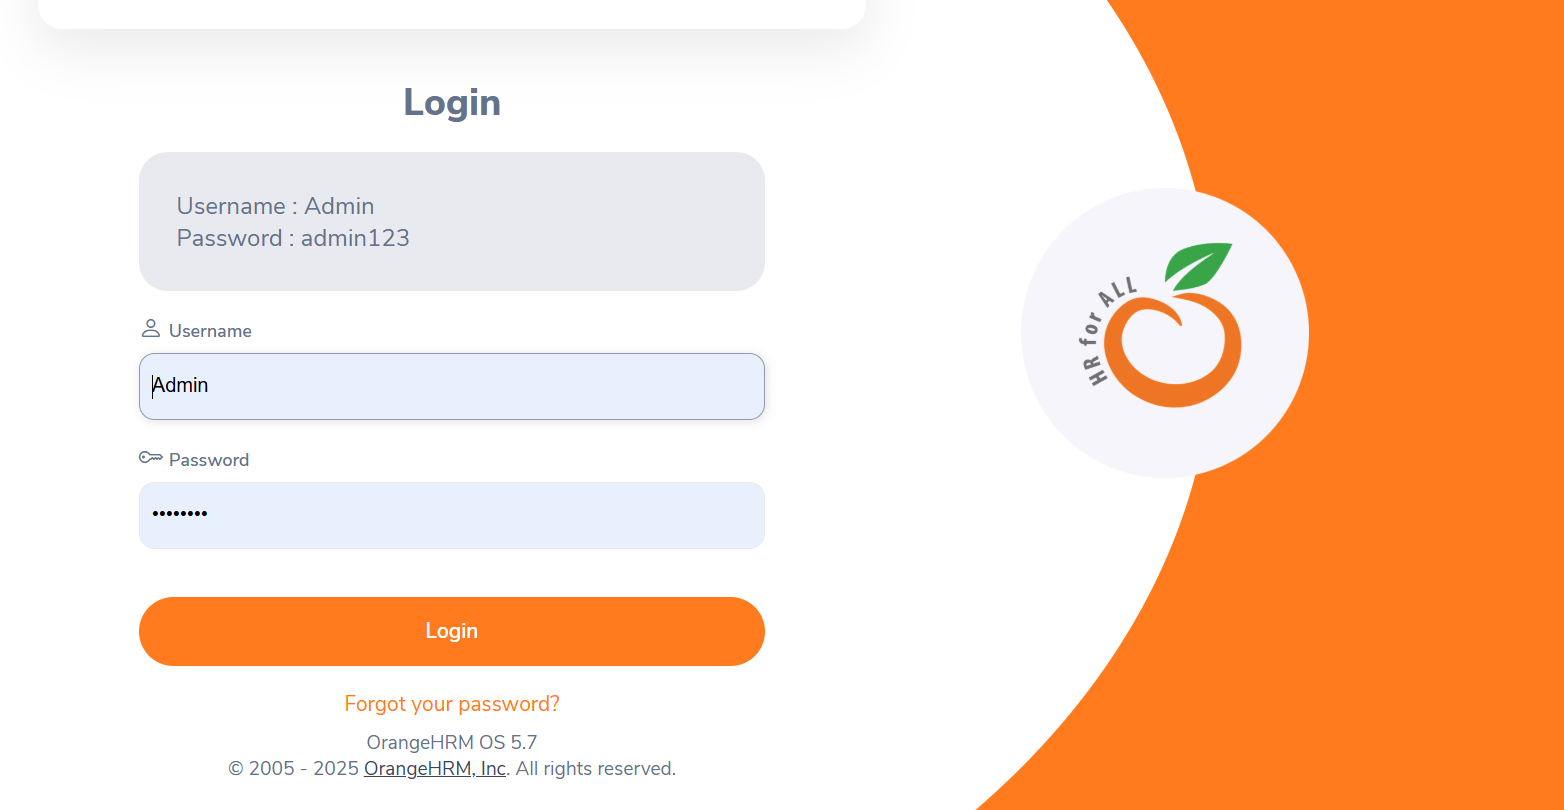 Login
Username : Admin
Password : admin123
Username
Admin
Password
••••••••
Login
Forgot your password?
OrangeHRM OS 5.7
© 2005 - 2025 OrangeHRM, Inc. All rights reserved.
HR for ALL